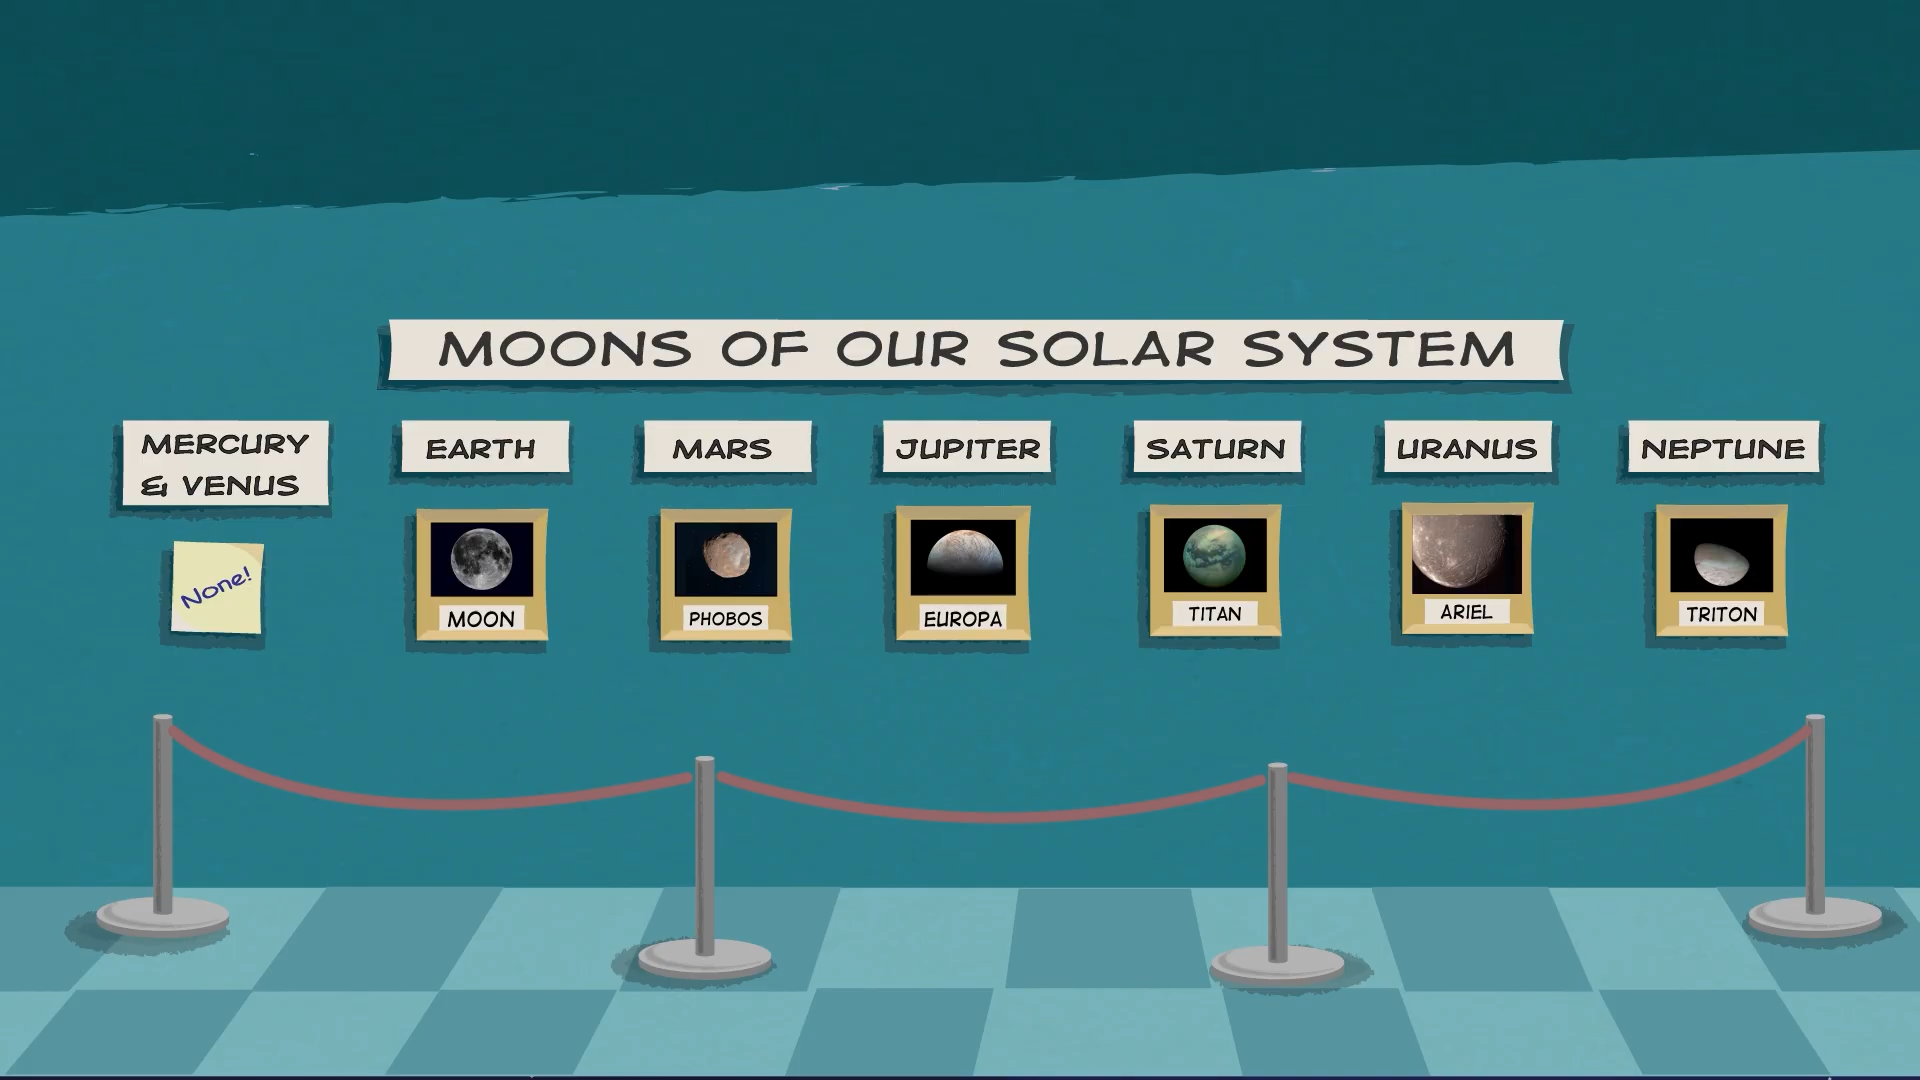 MOONS OF OUR SOLAR SYSTEM
MERCURY
& VENUS
EARTH
MARS
JUPITER
SATURN
URANUS
NEPTUNE
None!
MOON
PHOBOS
EUROPA
TITAN
ARIEL
TRITON